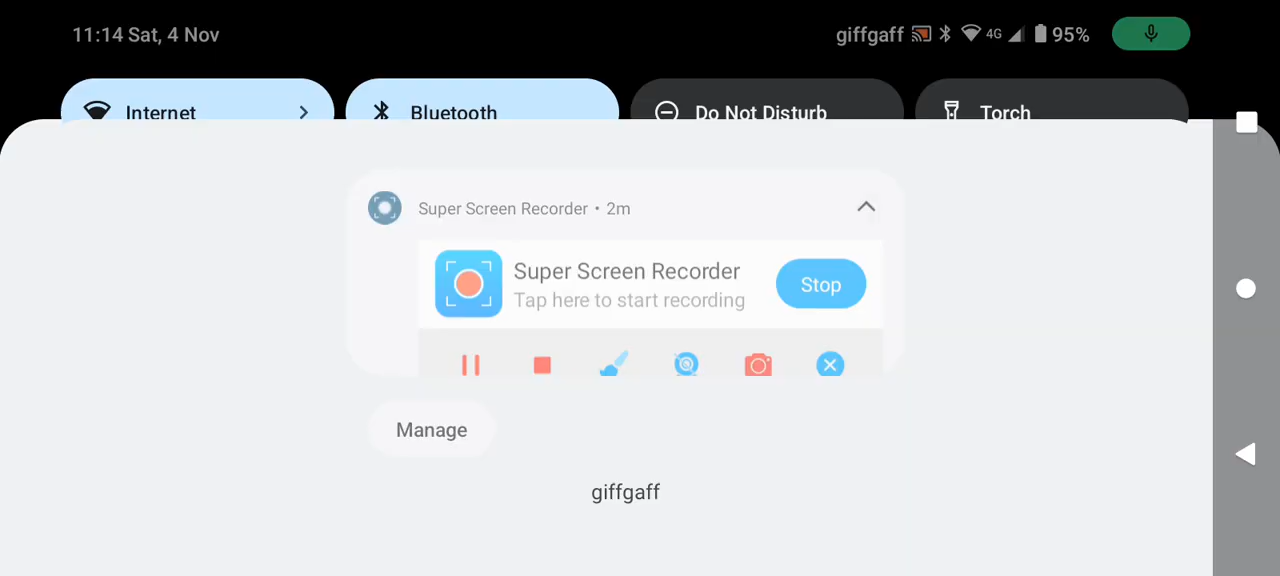 11:14 Sat, 4 Nov giffgaff 4G 95%
Internet Bluetooth Do Not Disturb Torch
Super Screen Recorder • 2m
Super Screen Recorder
Tap here to start recording
Stop
Manage
giffgaff